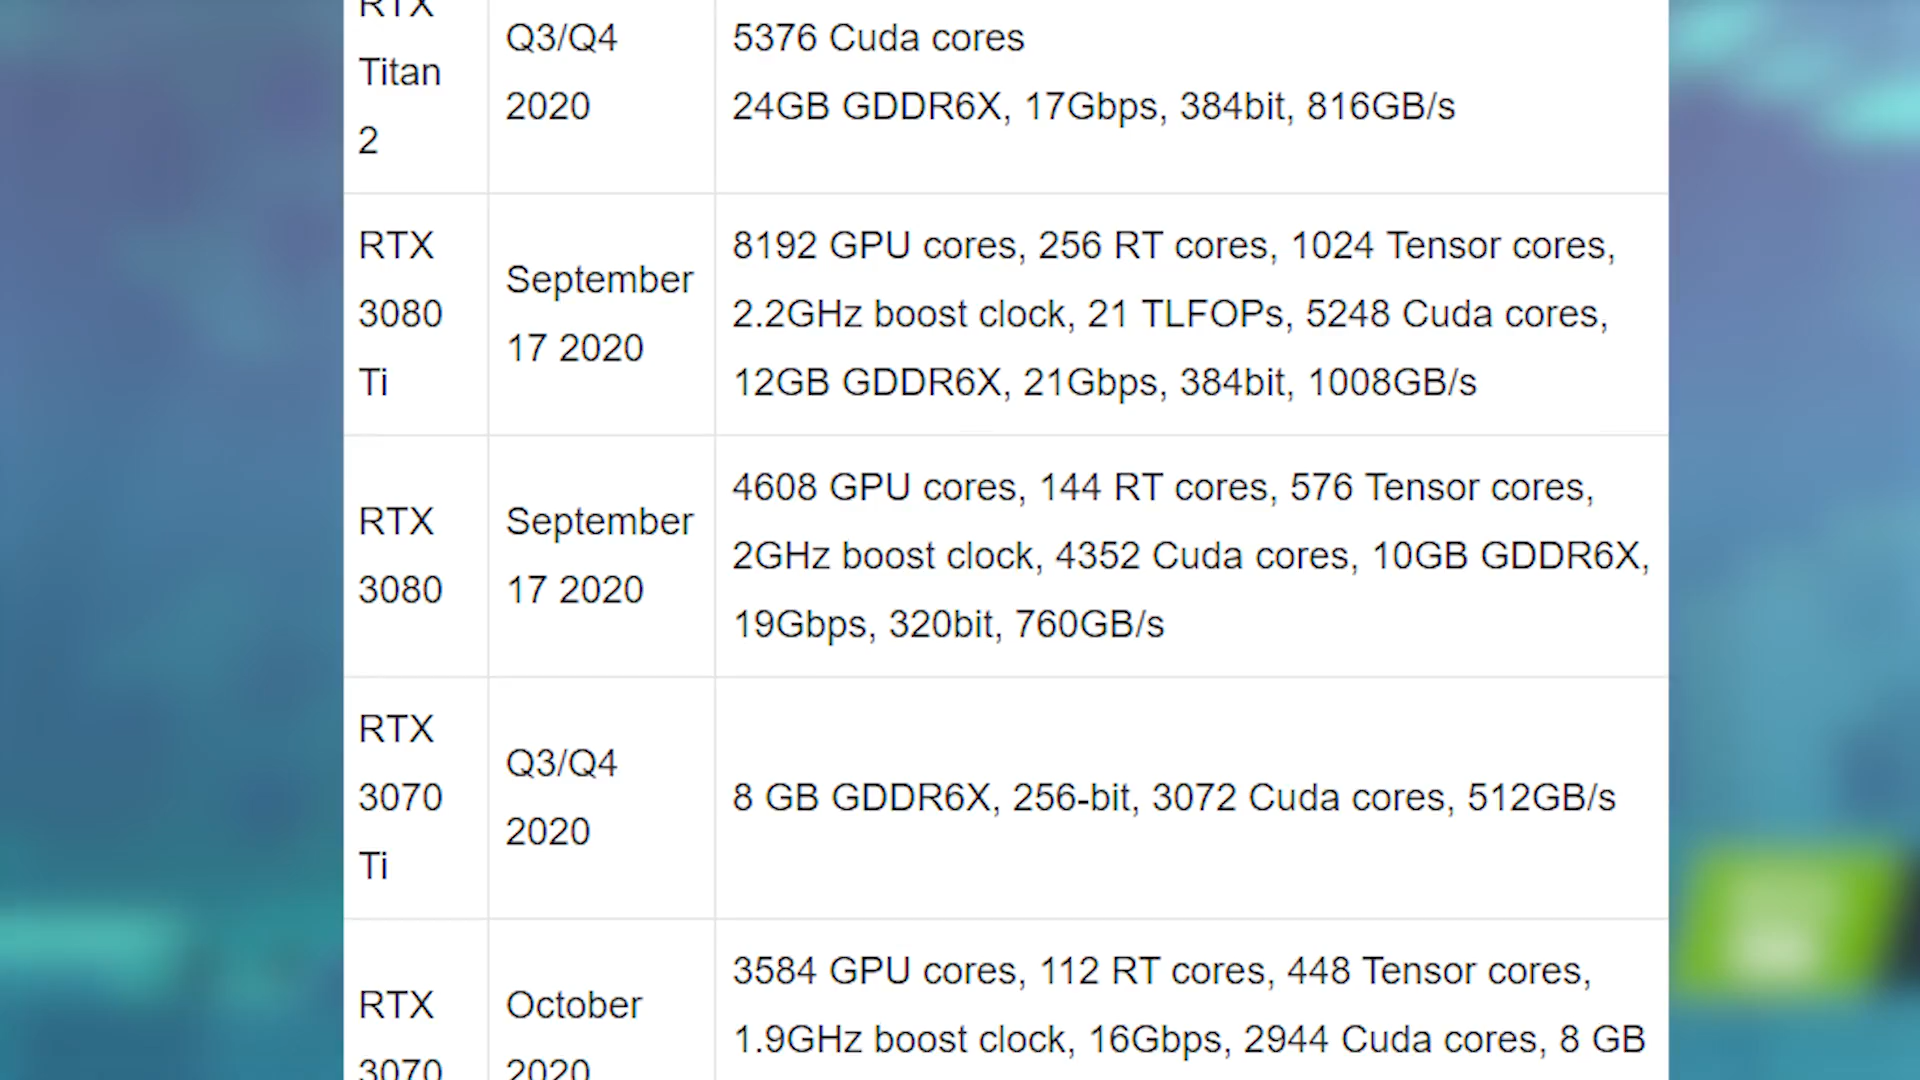 RTX
Titan
2
Q3/Q4
2020
5376 Cuda cores
24GB GDDR6X, 17Gbps, 384bit, 816GB/s
RTX
3080
Ti
September
17 2020
8192 GPU cores, 256 RT cores, 1024 Tensor cores,
2.2GHz boost clock, 21 TLFOPs, 5248 Cuda cores,
12GB GDDR6X, 21Gbps, 384bit, 1008GB/s
RTX
3080
September
17 2020
4608 GPU cores, 144 RT cores, 576 Tensor cores,
2GHz boost clock, 4352 Cuda cores, 10GB GDDR6X,
19Gbps, 320bit, 760GB/s
RTX
3070
Ti
Q3/Q4
2020
8 GB GDDR6X, 256-bit, 3072 Cuda cores, 512GB/s
RTX
3070
October
2020
3584 GPU cores, 112 RT cores, 448 Tensor cores,
1.9GHz boost clock, 16Gbps, 2944 Cuda cores, 8 GB